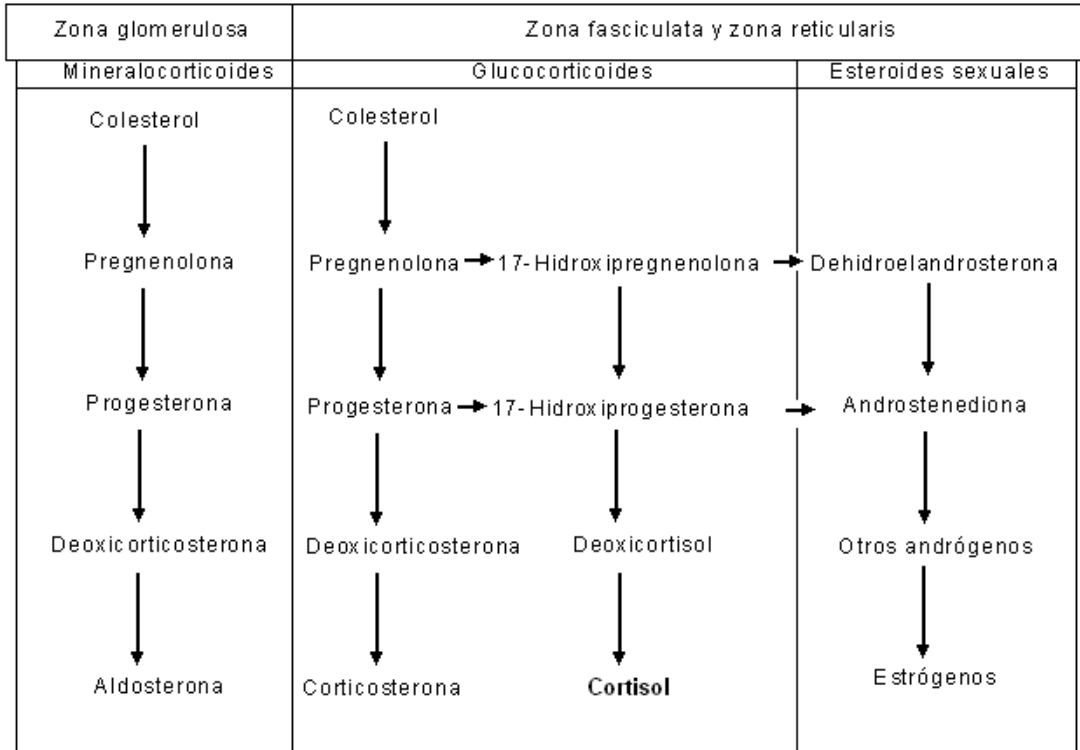 Zona glomerulosa
Zona fasciculata y zona reticularis
Mineralocorticoides
Glucocorticoides
Esteroides sexuales
Colesterol
Colesterol
Pregnenolona
Pregnenolona
17-Hidroxipregnenolona
Dehidroelandrosterona
Progesterona
Progesterona
17-Hidroxiprogesterona
Androstenediona
Deoxicorticosterona
Deoxicorticosterona
Deoxicortisol
Otros andrógenos
Aldosterona
Corticosterona
Cortisol
Estrógenos